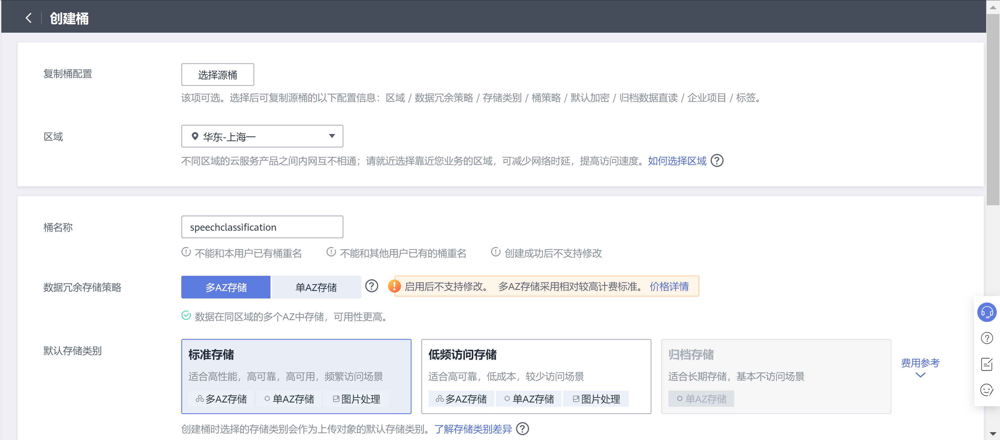 创建桶
复制桶配置
选择源桶
该项可选。选择后可复制源桶的以下配置信息：区域 / 数据冗余策略 / 存储类别 / 桶策略 / 默认加密 / 归档数据直读 / 企业项目 / 标签。
区域
华东-上海一
不同区域的云服务产品之间内网互不相通；请就近选择靠近您业务的区域，可减少网络时延，提高访问速度。如何选择区域
桶名称
speechclassification
不能和本用户已有桶重名 不能和其他用户已有的桶重名 创建成功后不支持修改
数据冗余存储策略
多AZ存储 单AZ存储 启用后不支持修改。 多AZ存储采用相对较高计费标准。 价格详情
数据在同区域的多个AZ中存储，可用性更高。
默认存储类别
标准存储
适合高性能，高可靠，高可用，频繁访问场景
多AZ存储 单AZ存储 图片处理
低频访问存储
适合高可靠，低成本，较少访问场景
多AZ存储 单AZ存储 图片处理
归档存储
适合长期存储，基本不访问场景
单AZ存储
费用参考
创建桶时选择的存储类别会作为上传对象的默认存储类别。了解存储类别差异